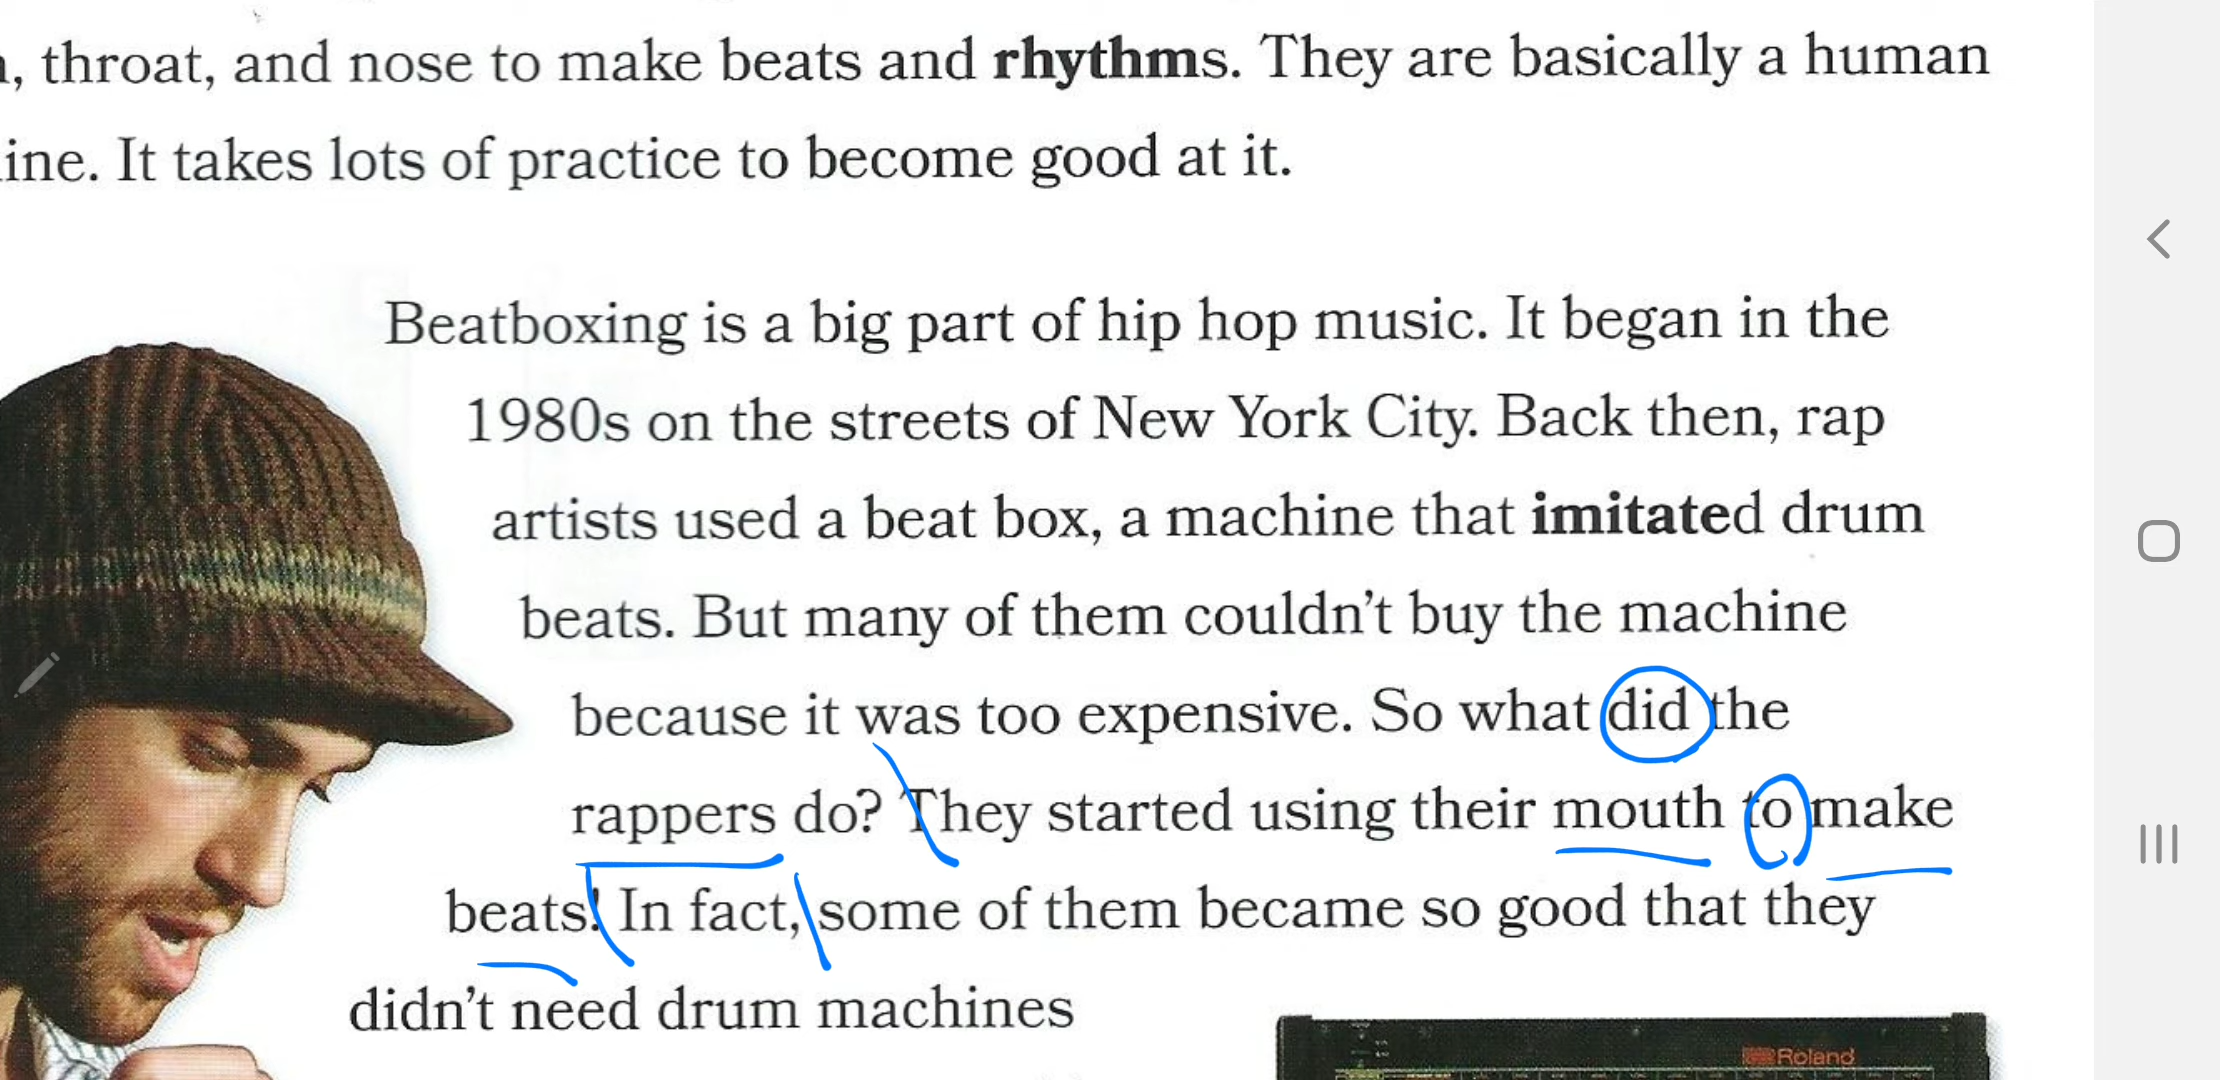 , throat, and nose to make beats and rhythms. They are basically a human
ine. It takes lots of practice to become good at it.
Beatboxing is a big part of hip hop music. It began in the
1980s on the streets of New York City. Back then, rap
artists used a beat box, a machine that imitated drum
beats. But many of them couldn't buy the machine
because it was too expensive. So what did the
rappers do? They started using their mouth to make
beats! In fact, some of them became so good that they
didn't need drum machines
Roland